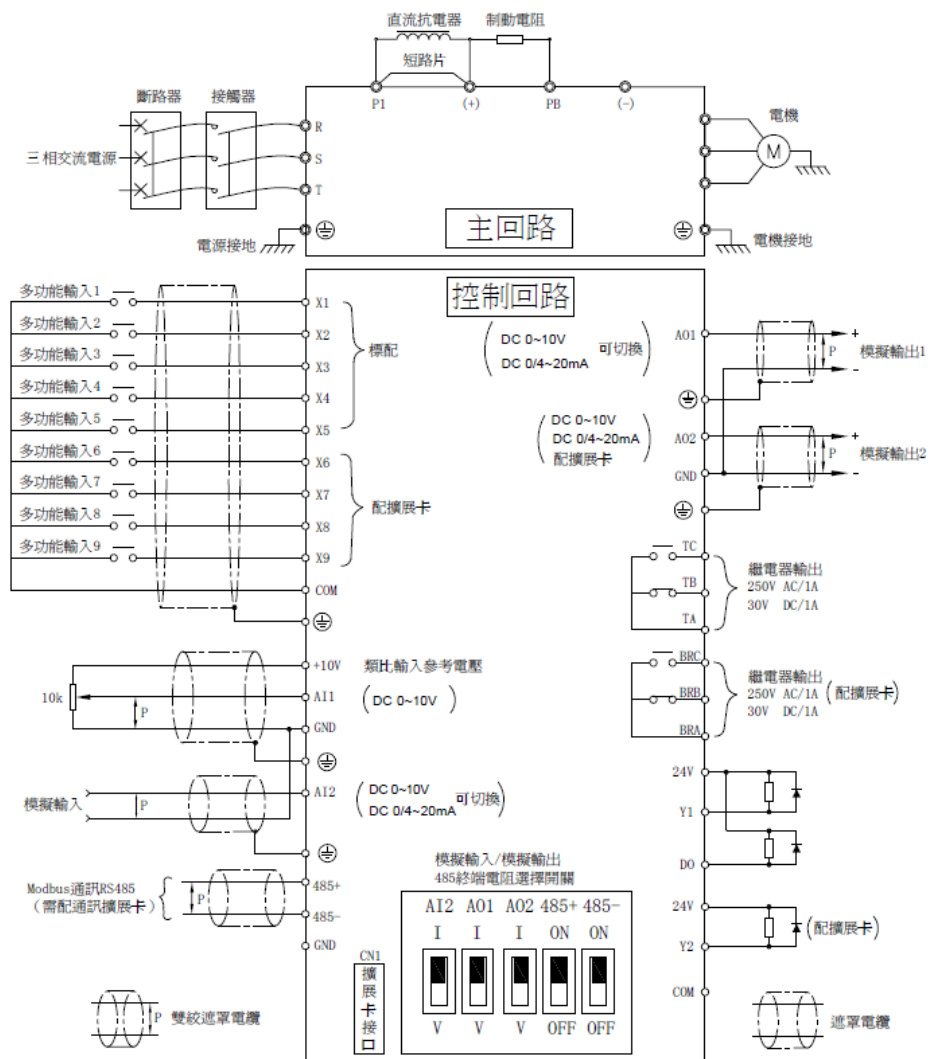 直流抗電器
制動電阻
短路片
P1
(+)
PB
(-)
斷路器
接觸器
三相交流電源
R
S
T
電源接地
主回路
電機
M
電機接地
控制回路
多功能輸入1
多功能輸入2
多功能輸入3
多功能輸入4
多功能輸入5
多功能輸入6
多功能輸入7
多功能輸入8
多功能輸入9
X1
X2
X3
X4
X5
X6
X7
X8
X9
COM
標配
配擴展卡
10k
P
+10V
AI1
GND
類比輸入參考電壓
(DC 0~10V)
模擬輸入
P
AI2
(DC 0~10V
DC 0/4~20mA 可切換)
Modbus通訊RS485
(需配通訊擴展卡)
P
485+
485-
GND
P 雙絞遮罩電纜
(DC 0~10V
DC 0/4~20mA 可切換)
AO1
P
+
-
模擬輸出1
(DC 0~10V
DC 0/4~20mA
配擴展卡)
AO2
GND
P
+
-
模擬輸出2
TC
TB
TA
繼電器輸出
250V AC/1A
30V DC/1A
BRC
BRB
BRA
繼電器輸出
250V AC/1A (配擴展卡)
30V DC/1A
24V
Y1
DO
24V
Y2
(配擴展卡)
COM
遮罩電纜
模擬輸入/模擬輸出
485終端電阻選擇開關
AI2 AO1 AO2 485+ 485-
I I I ON ON
V V V OFF OFF
CN1
擴展卡接口